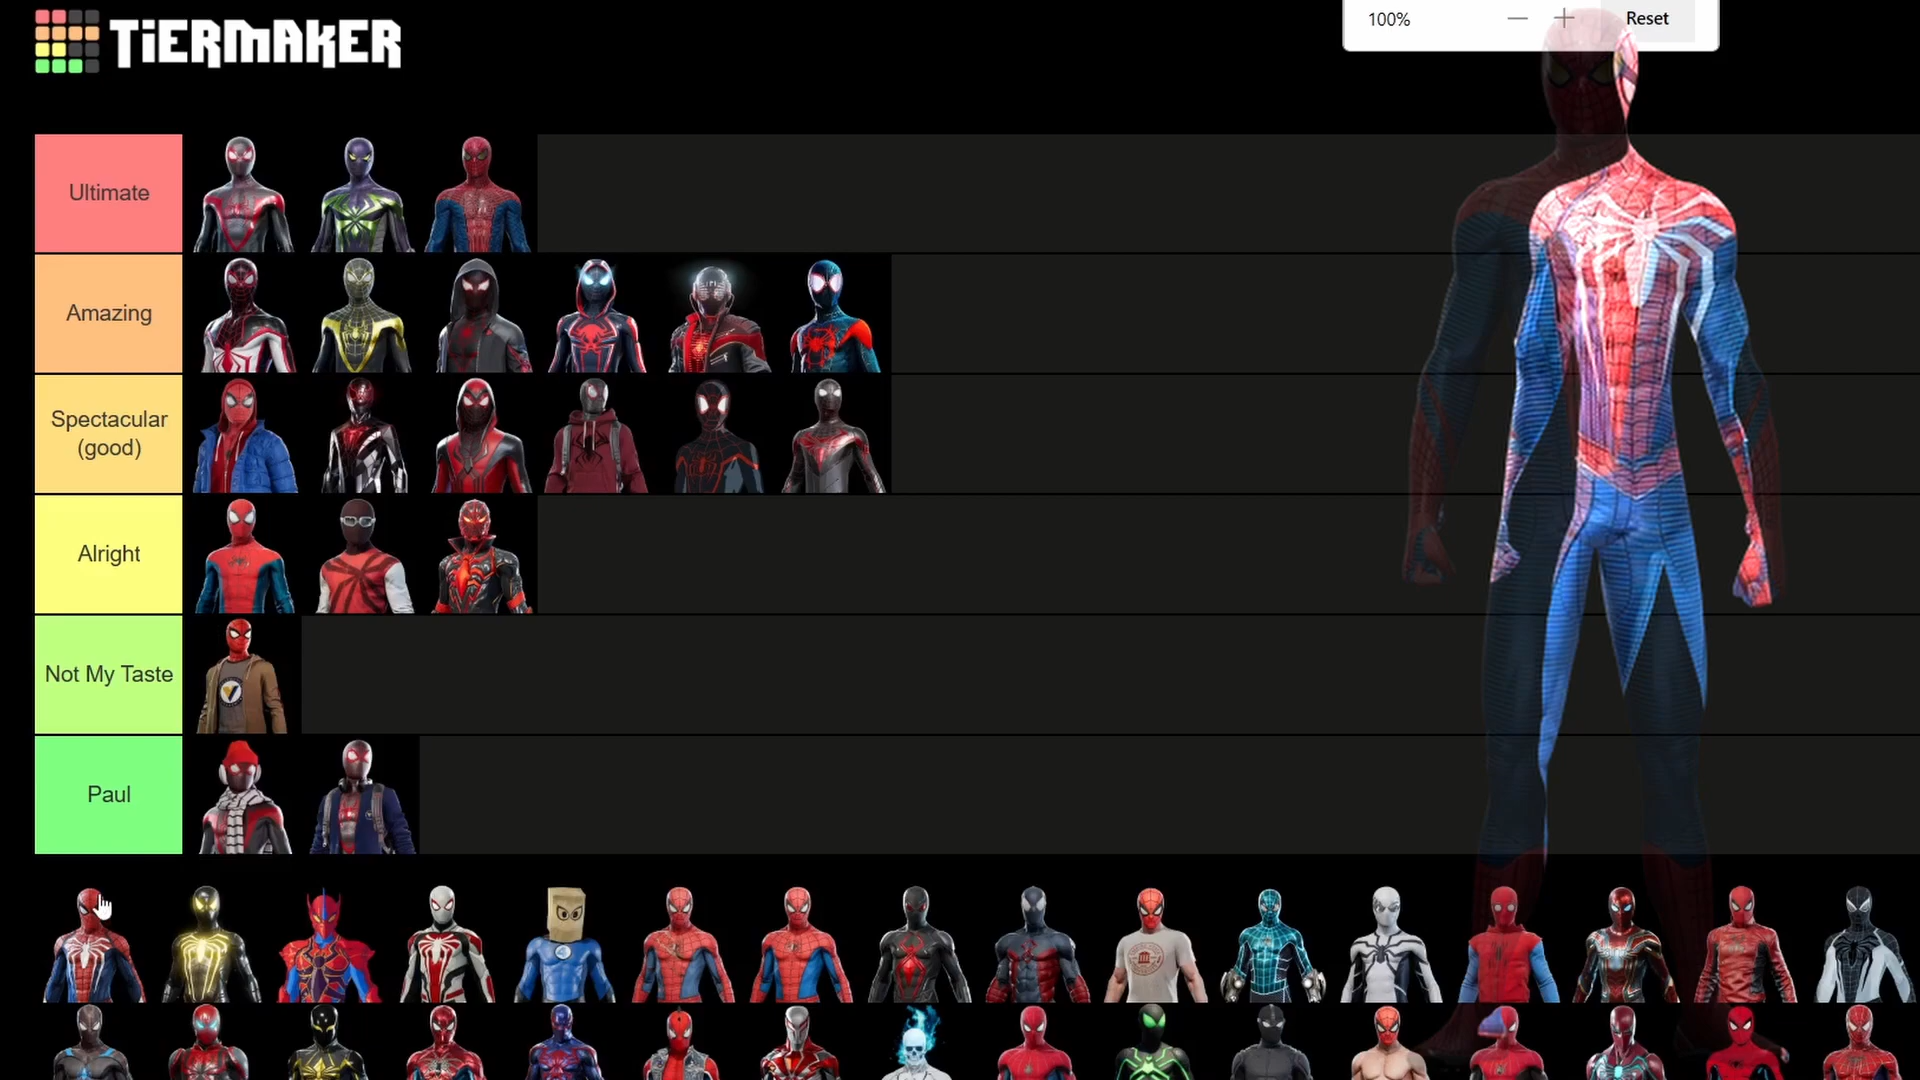 TiERMAKER
100%
Reset
Ultimate
Amazing
Spectacular
(good)
Alright
Not My Taste
Paul